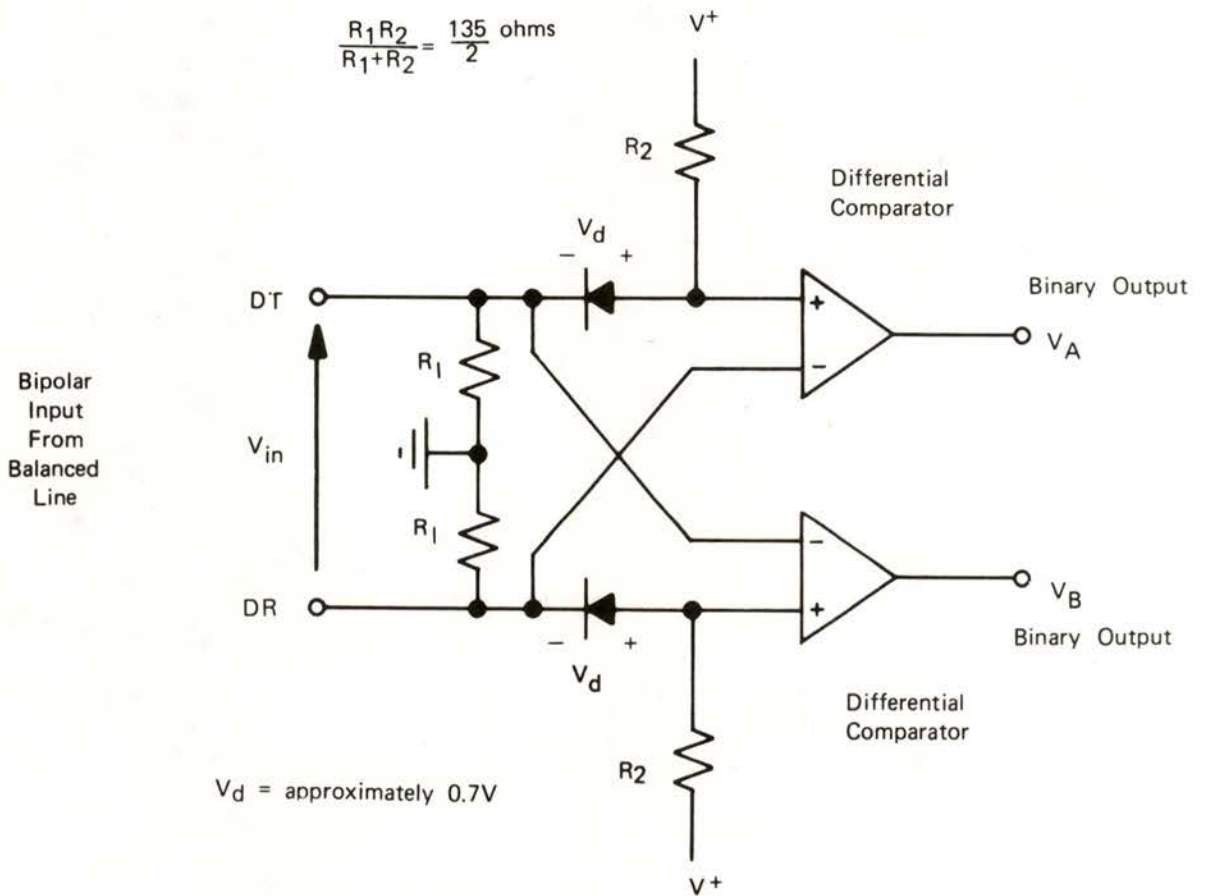 R1R2 / R1+R2 = 135 / 2 ohms
V+
R2
Differential
Comparator
Vd
− +
DT
+
Binary Output
VA
−
R1
Bipolar
Input
From
Balanced
Line
Vin
R1
−
DR
+
VB
Binary Output
− +
Vd
Differential
Comparator
R2
Vd = approximately 0.7V
V+